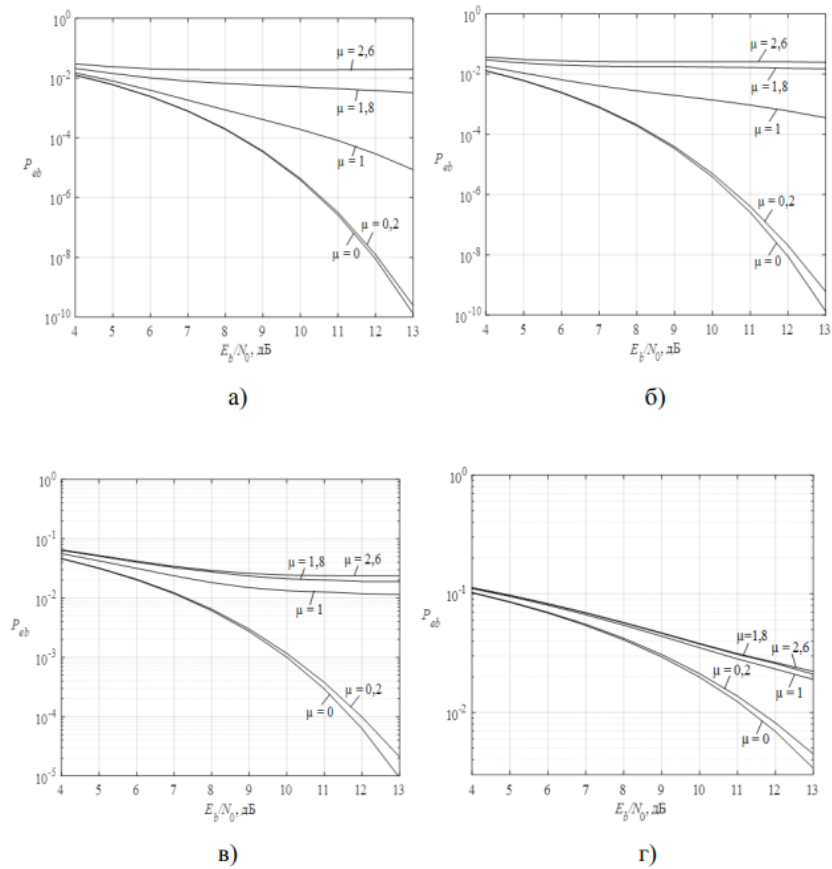 10^0
10^-2
10^-4
10^-6
10^-8
10^-10
P_eb
μ = 2,6
μ = 1,8
μ = 1
μ = 0,2
μ = 0
4 5 6 7 8 9 10 11 12 13
E_b/N_0, дБ
а)
10^0
10^-2
10^-4
10^-6
10^-8
10^-10
P_eb
μ = 2,6
μ = 1,8
μ = 1
μ = 0,2
μ = 0
4 5 6 7 8 9 10 11 12 13
E_b/N_0, дБ
б)
10^0
10^-1
10^-2
10^-3
10^-4
10^-5
P_eb
μ = 1,8
μ = 2,6
μ = 1
μ = 0,2
μ = 0
4 5 6 7 8 9 10 11 12 13
E_b/N_0, дБ
в)
10^0
10^-1
10^-2
P_eb
μ=1,8
μ = 2,6
μ = 0,2
μ = 1
μ = 0
4 5 6 7 8 9 10 11 12 13
E_b/N_0, дБ
г)